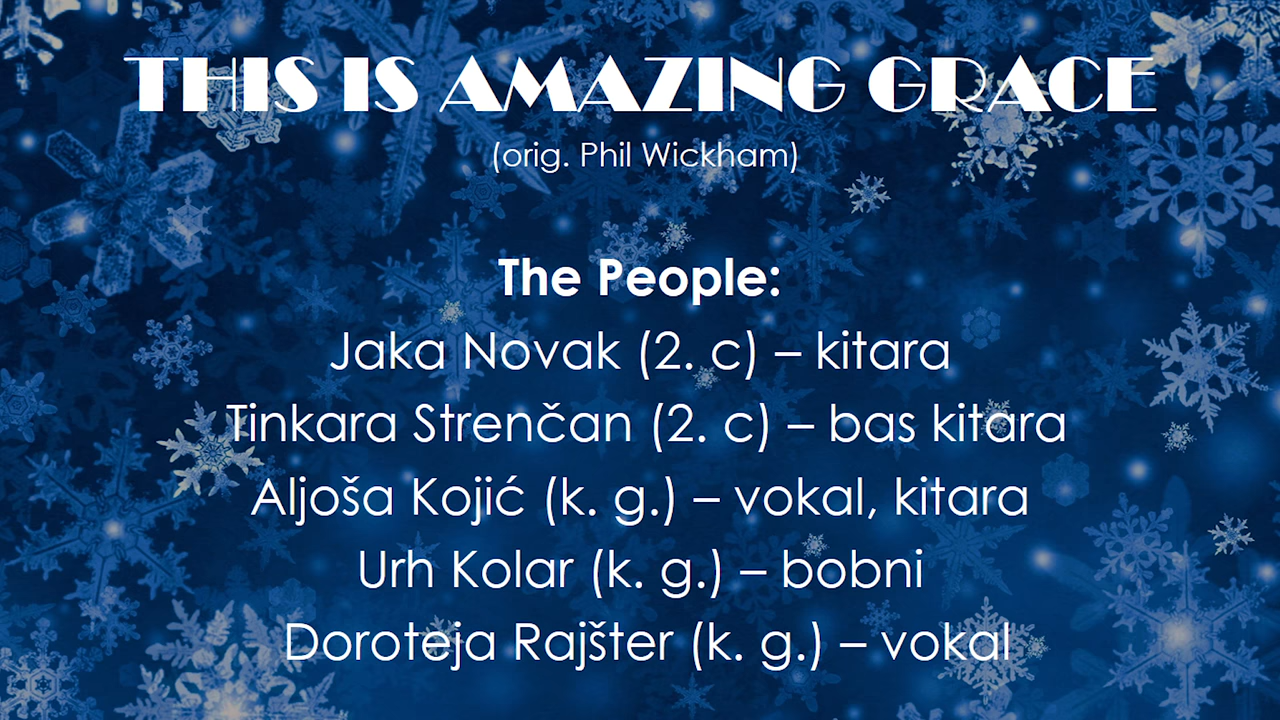 THIS IS AMAZING GRACE
(orig. Phil Wickham)
The People:
Jaka Novak (2. c) – kitara
Tinkara Strenčan (2. c) – bas kitara
Aljoša Kojić (k. g.) – vokal, kitara
Urh Kolar (k. g.) – bobni
Doroteja Rajšter (k. g.) – vokal